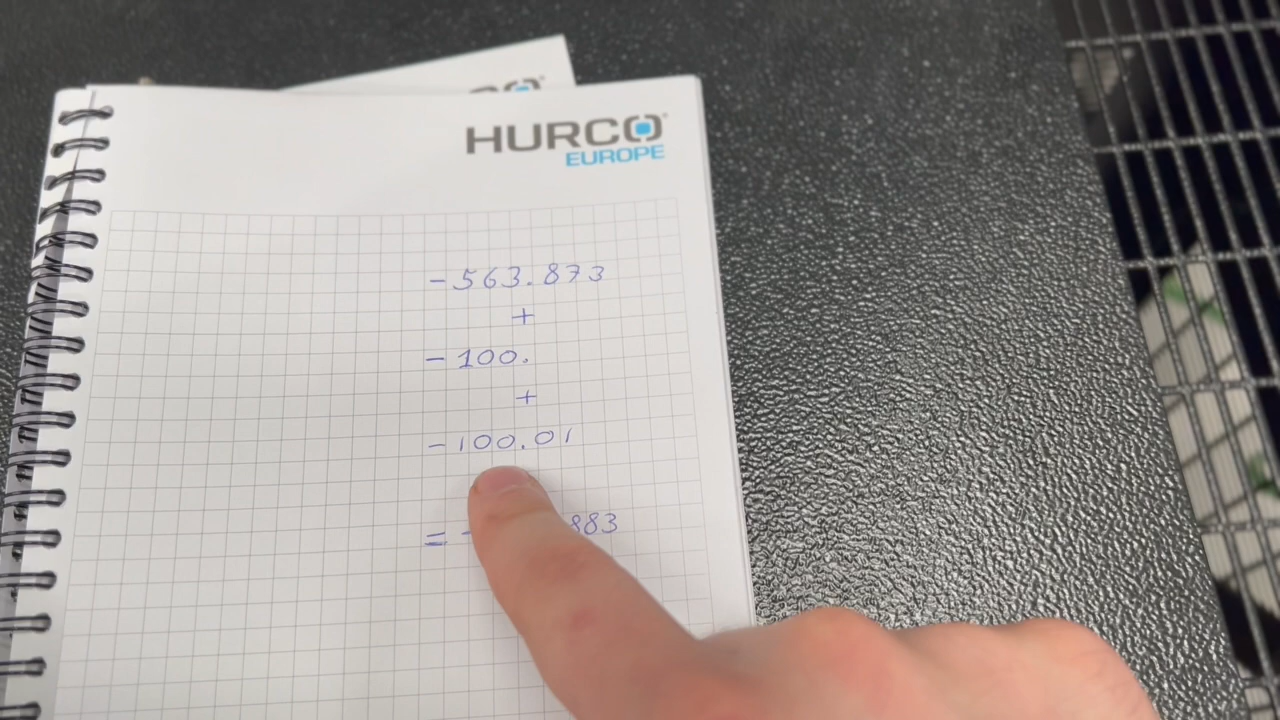 HURCO
EUROPE
-563.873
+
-100.
+
-100.01
= - 883